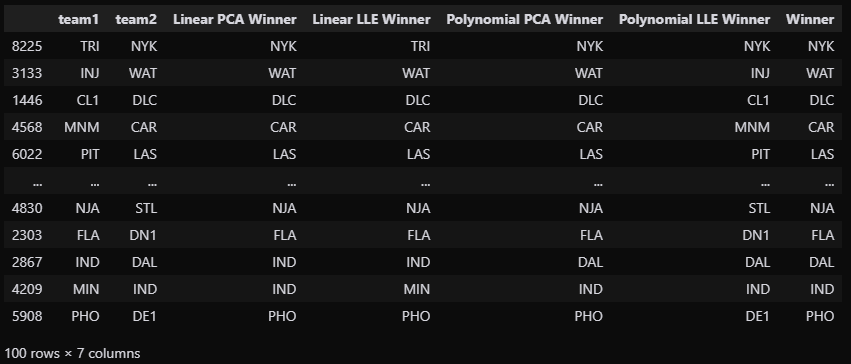 team1 team2 Linear PCA Winner Linear LLE Winner Polynomial PCA Winner Polynomial LLE Winner Winner
8225 TRI NYK NYK TRI NYK NYK NYK
3133 INJ WAT WAT WAT WAT INJ WAT
1446 CL1 DLC DLC DLC DLC CL1 DLC
4568 MNM CAR CAR CAR CAR MNM CAR
6022 PIT LAS LAS LAS LAS PIT LAS
... ... ... ... ... ... ... ...
4830 NJA STL NJA NJA NJA STL NJA
2303 FLA DN1 FLA FLA FLA DN1 FLA
2867 IND DAL IND IND DAL DAL DAL
4209 MIN IND IND MIN IND IND IND
5908 PHO DE1 PHO PHO PHO DE1 PHO
100 rows × 7 columns